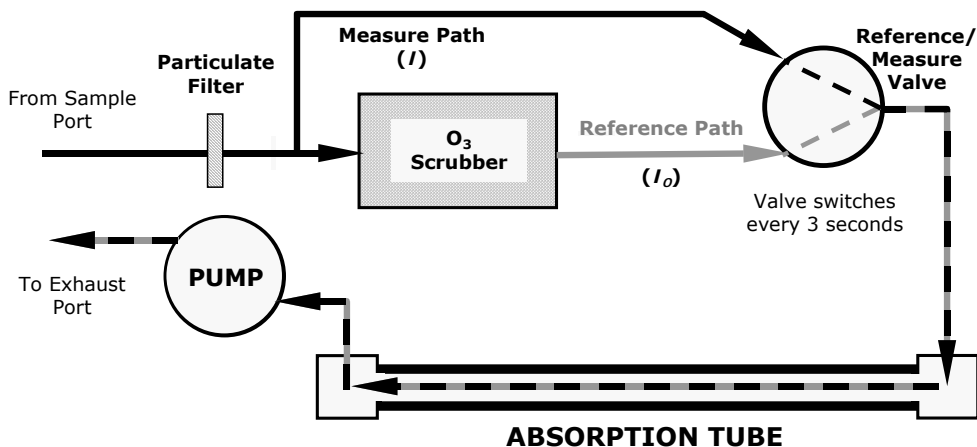 Measure Path
(I)
Reference/
Measure
Valve
Particulate
Filter
From Sample
Port
O₃
Scrubber
Reference Path
(Iₒ)
Valve switches
every 3 seconds
PUMP
To Exhaust
Port
ABSORPTION TUBE